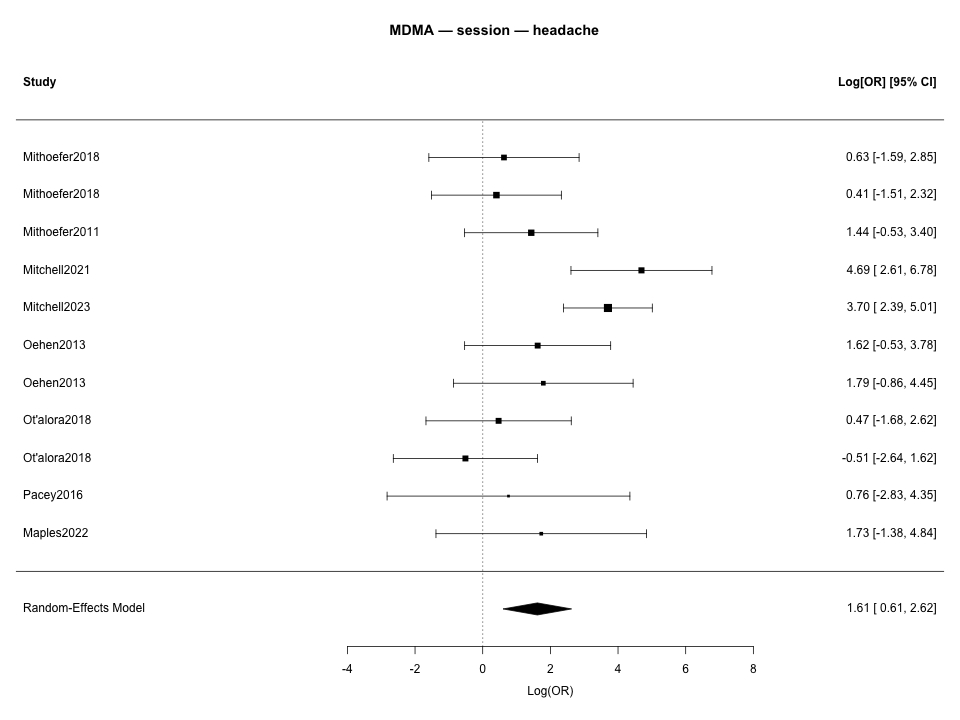 MDMA — session — headache
Study Log[OR] [95% CI]
Mithoefer2018 0.63 [-1.59, 2.85]
Mithoefer2018 0.41 [-1.51, 2.32]
Mithoefer2011 1.44 [-0.53, 3.40]
Mitchell2021 4.69 [ 2.61, 6.78]
Mitchell2023 3.70 [ 2.39, 5.01]
Oehen2013 1.62 [-0.53, 3.78]
Oehen2013 1.79 [-0.86, 4.45]
Ot'alora2018 0.47 [-1.68, 2.62]
Ot'alora2018 -0.51 [-2.64, 1.62]
Pacey2016 0.76 [-2.83, 4.35]
Maples2022 1.73 [-1.38, 4.84]
Random-Effects Model 1.61 [ 0.61, 2.62]
-4 -2 0 2 4 6 8
Log(OR)